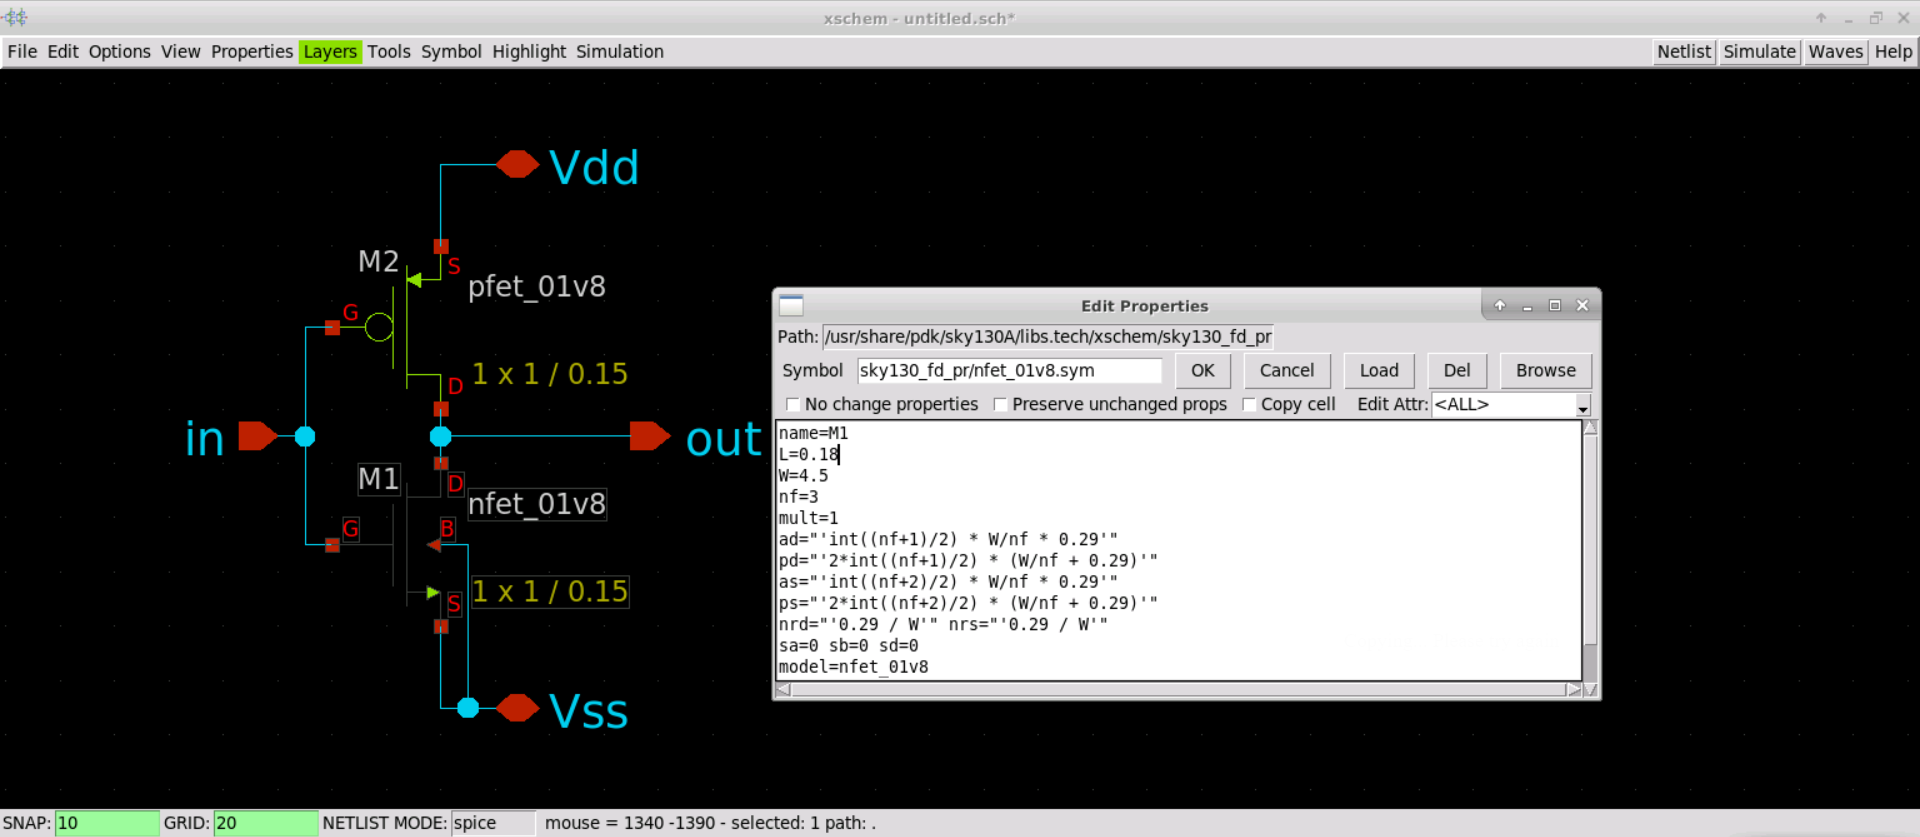 xschem - untitled.sch*
File Edit Options View Properties Layers Tools Symbol Highlight Simulation Netlist Simulate Waves Help
Vdd
M2
S
pfet_01v8
G
1 x 1 / 0.15
D
in
out
M1
D
nfet_01v8
G
B
1 x 1 / 0.15
S
Vss
Edit Properties
Path: /usr/share/pdk/sky130A/libs.tech/xschem/sky130_fd_pr
Symbol sky130_fd_pr/nfet_01v8.sym OK Cancel Load Del Browse
No change properties Preserve unchanged props Copy cell Edit Attr: <ALL>
name=M1
L=0.18
W=4.5
nf=3
mult=1
ad="'int((nf+1)/2) * W/nf * 0.29'"
pd="'2*int((nf+1)/2) * (W/nf + 0.29)'"
as="'int((nf+2)/2) * W/nf * 0.29'"
ps="'2*int((nf+2)/2) * (W/nf + 0.29)'"
nrd="'0.29 / W'" nrs="'0.29 / W'"
sa=0 sb=0 sd=0
model=nfet_01v8
SNAP: 10 GRID: 20 NETLIST MODE: spice mouse = 1340 -1390 - selected: 1 path: .